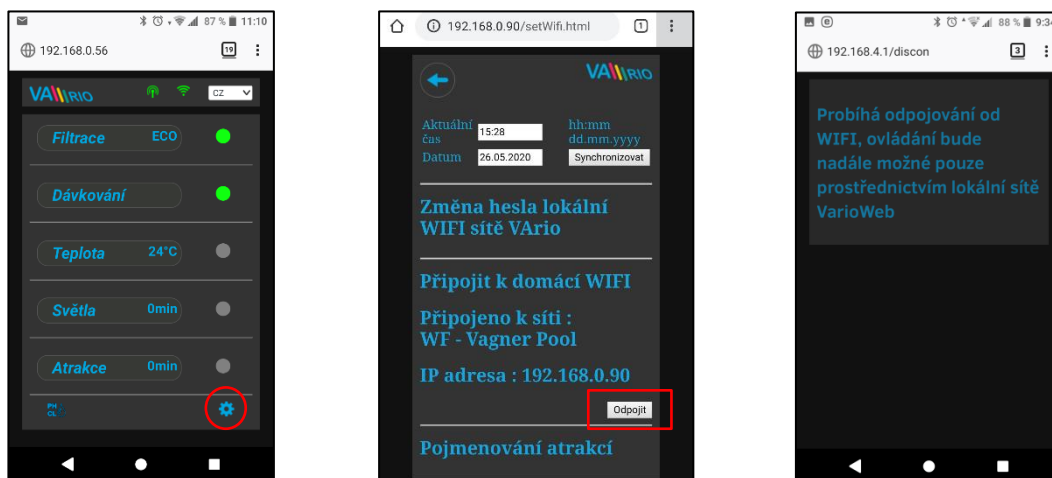 87 % 11:10
192.168.0.56 19
VArio CZ
Filtrace ECO
Dávkování
Teplota 24°C
Světla 0min
Atrakce 0min
PH
CL
192.168.0.90/setWifi.html 1
VArio
Aktuální čas 15:28 hh:mm
Datum 26.05.2020 dd.mm.yyyy
Synchronizovat
Změna hesla lokální
WIFI sítě VArio
Připojit k domácí WIFI
Připojeno k síti :
WF - Vagner Pool
IP adresa : 192.168.0.90
Odpojit
Pojmenování atrakcí
88 % 9:34
192.168.4.1/discon 3
Probíhá odpojování od
WIFI, ovládání bude
nadále možné pouze
prostřednictvím lokální sítě
VarioWeb